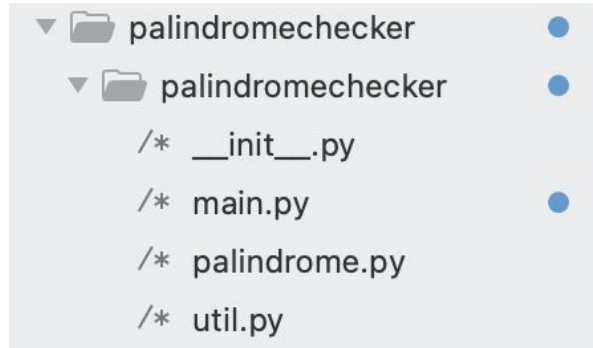 palindromechecker
palindromechecker
/* __init__.py
/* main.py
/* palindrome.py
/* util.py